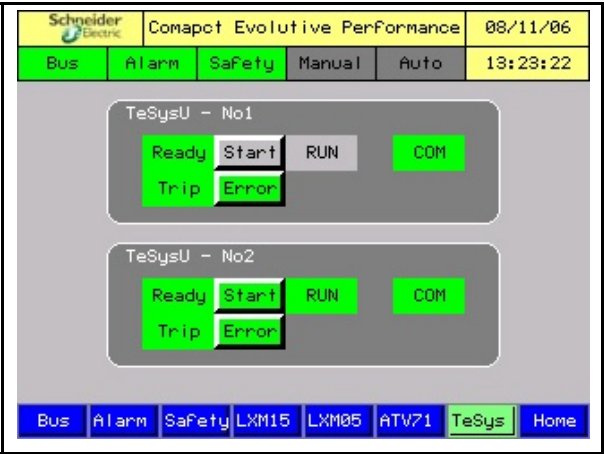 Schneider Electric Comapct Evolutive Performance 08/11/06
Bus Alarm Safety Manual Auto 13:23:22
TeSysU - No1
Ready Start RUN COM
Trip Error
TeSysU - No2
Ready Start RUN COM
Trip Error
Bus Alarm Safety LXM15 LXM05 ATV71 TeSys Home